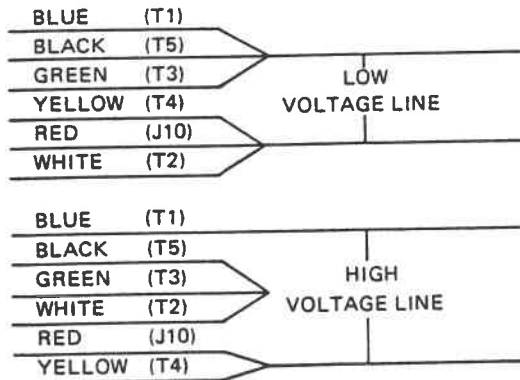 BLUE (T1)
BLACK (T5)
GREEN (T3)
YELLOW (T4)
RED (J10)
WHITE (T2)
LOW
VOLTAGE LINE
BLUE (T1)
BLACK (T5)
GREEN (T3)
WHITE (T2)
RED (J10)
YELLOW (T4)
HIGH
VOLTAGE LINE